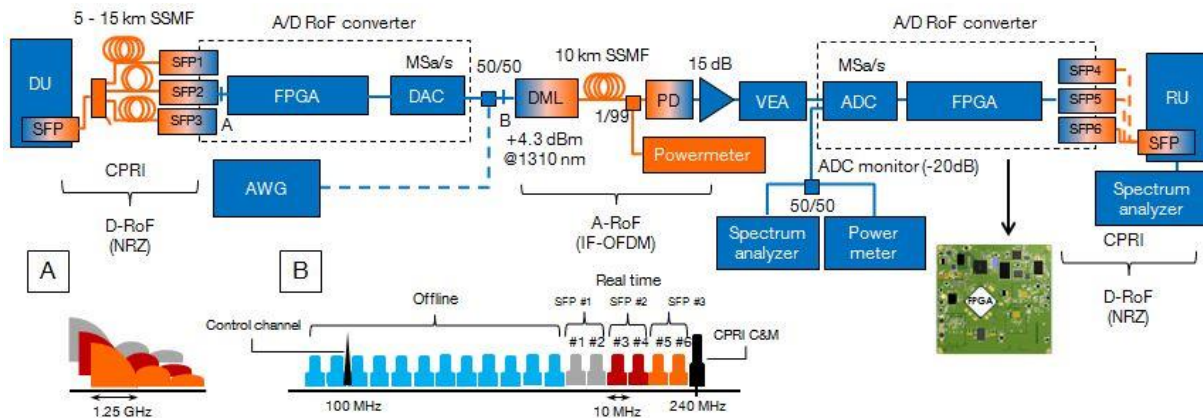 5 - 15 km SSMF
A/D RoF converter
10 km SSMF
A/D RoF converter
DU
SFP
SFP1
SFP2
SFP3
A
FPGA
MSa/s
DAC
50/50
B
DML
+4.3 dBm
@1310 nm
1/99
PD
15 dB
VEA
MSa/s
ADC
FPGA
SFP4
SFP5
SFP6
RU
SFP
Powermeter
ADC monitor (-20dB)
50/50
Spectrum
analyzer
Power
meter
Spectrum
analyzer
CPRI
D-RoF
(NRZ)
AWG
A-RoF
(IF-OFDM)
FPGA
CPRI
D-RoF
(NRZ)
A
1.25 GHz
B
Real time
Offline
SFP #1
SFP #2
SFP #3
Control channel
#1 #2
#3 #4
#5 #6
CPRI C&M
100 MHz
10 MHz
240 MHz